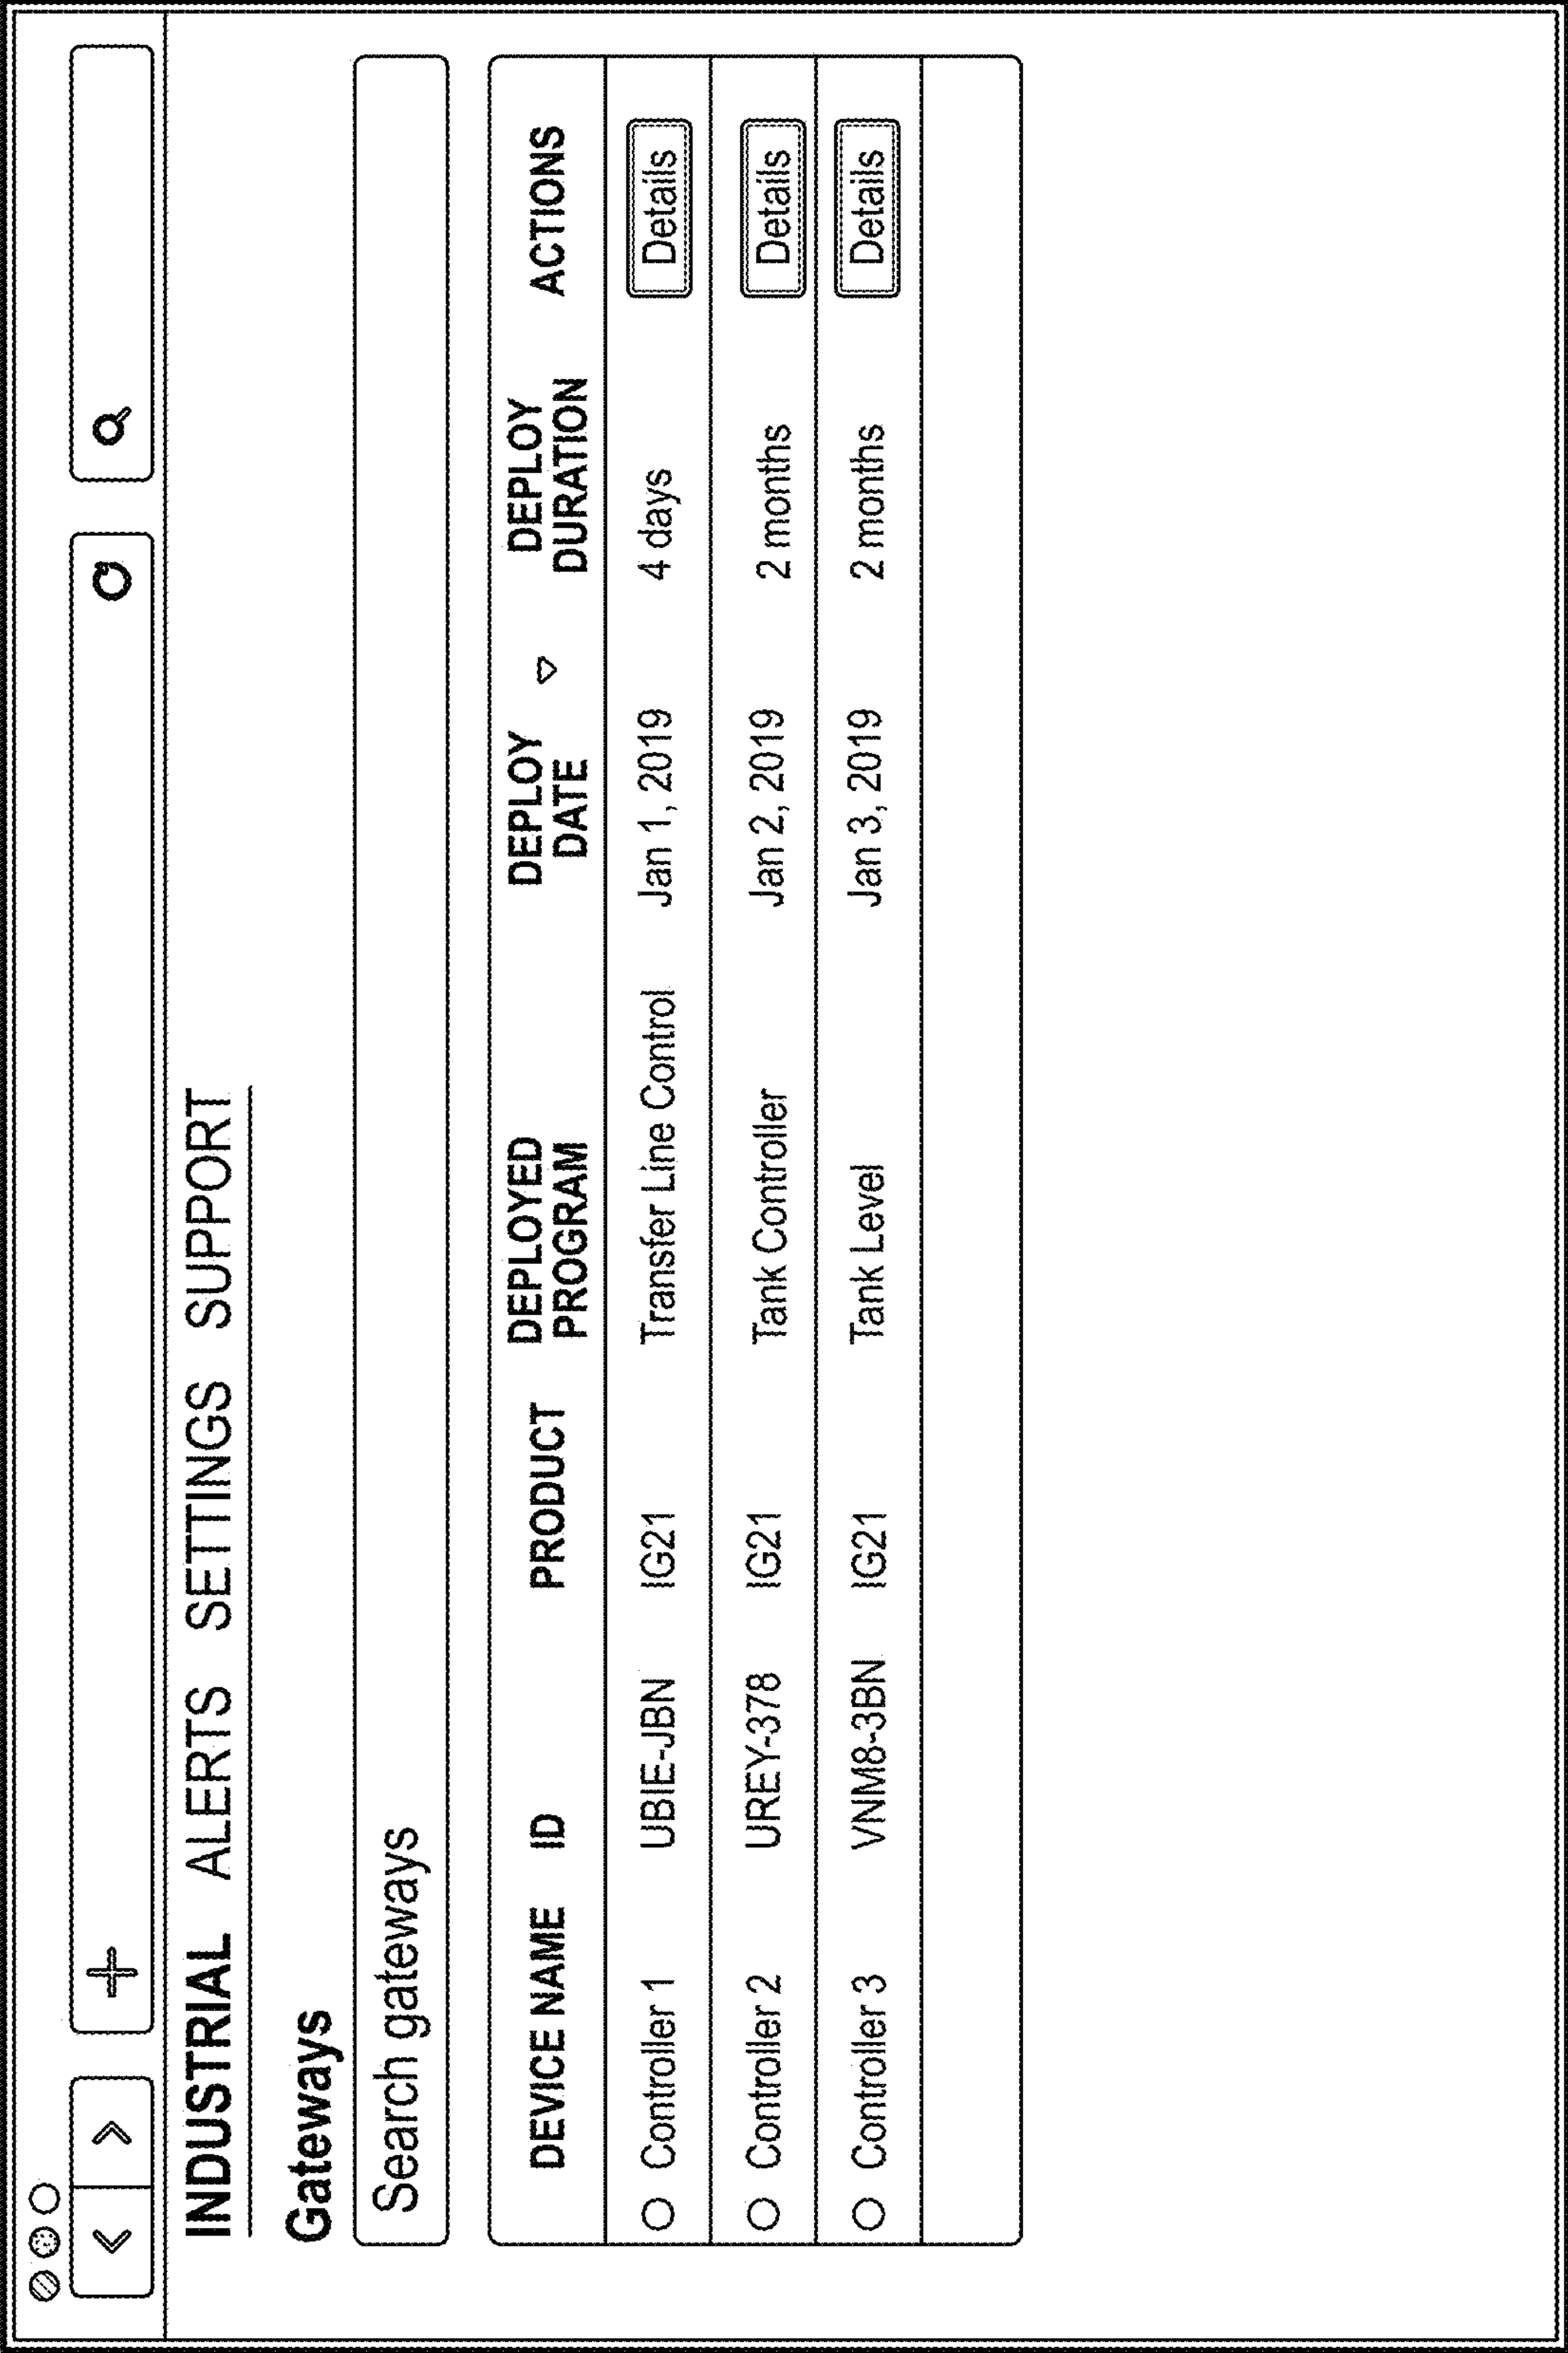 INDUSTRIAL ALERTS SETTINGS SUPPORT
Gateways
Search gateways
DEVICE NAME ID PRODUCT DEPLOYED PROGRAM DEPLOY DATE DEPLOY DURATION ACTIONS
Controller 1 UBIE-JBN IG21 Transfer Line Control Jan 1, 2019 4 days Details
Controller 2 UREY-378 IG21 Tank Controller Jan 2, 2019 2 months Details
Controller 3 VNM8-3BN IG21 Tank Level Jan 3, 2019 2 months Details